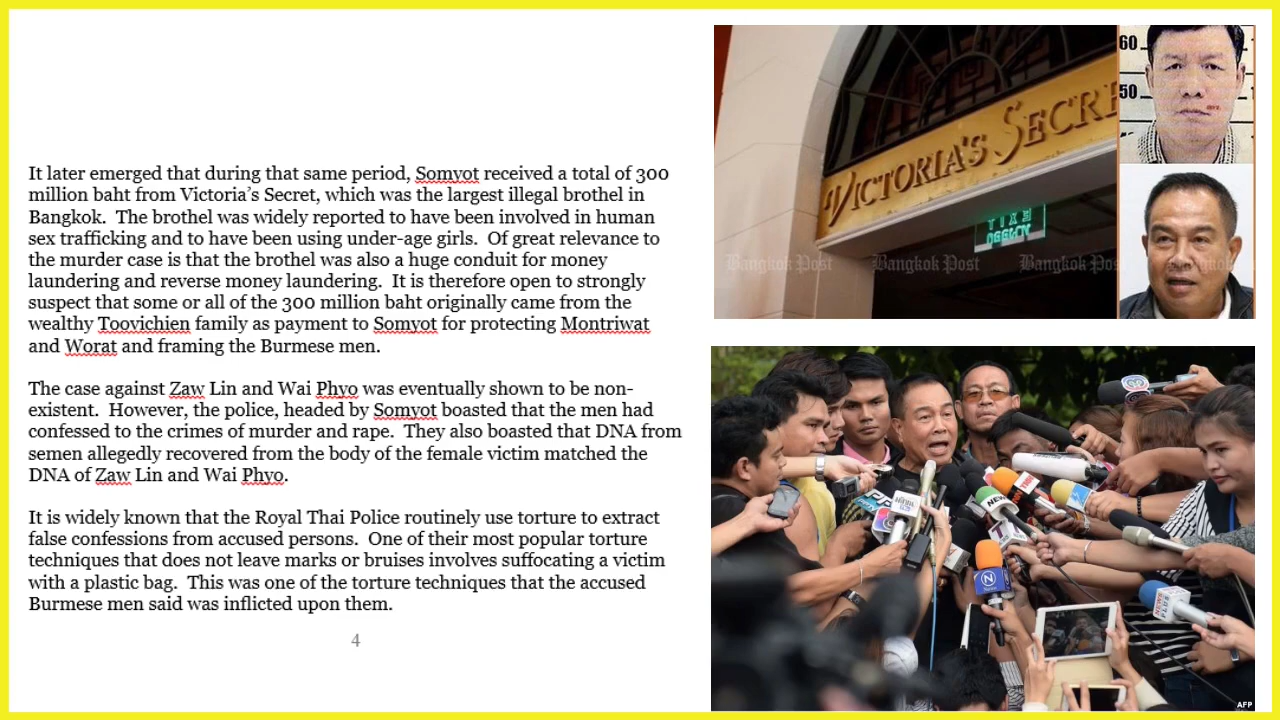 It later emerged that during that same period, Somyot received a total of 300
million baht from Victoria's Secret, which was the largest illegal brothel in
Bangkok. The brothel was widely reported to have been involved in human
sex trafficking and to have been using under-age girls. Of great relevance to
the murder case is that the brothel was also a huge conduit for money
laundering and reverse money laundering. It is therefore open to strongly
suspect that some or all of the 300 million baht originally came from the
wealthy Toovichien family as payment to Somyot for protecting Montriwat
and Worat and framing the Burmese men.
The case against Zaw Lin and Wai Phyo was eventually shown to be non-
existent. However, the police, headed by Somyot boasted that the men had
confessed to the crimes of murder and rape. They also boasted that DNA from
semen allegedly recovered from the body of the female victim matched the
DNA of Zaw Lin and Wai Phyo.
It is widely known that the Royal Thai Police routinely use torture to extract
false confessions from accused persons. One of their most popular torture
techniques that does not leave marks or bruises involves suffocating a victim
with a plastic bag. This was one of the torture techniques that the accused
Burmese men said was inflicted upon them.
4
VICTORIA'S SECRE
EXIT
Bangkok Post Bangkok Post Bangkok Pos
60
50
NEWS
N
AFP